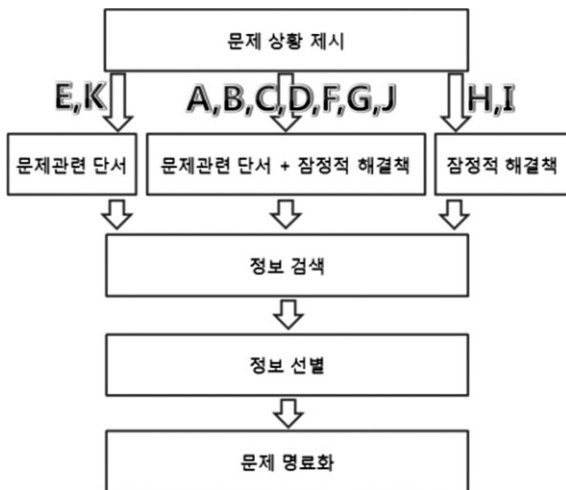 문제 상황 제시
E,K
A,B,C,D,F,G,J
H,I
문제관련 단서
문제관련 단서 + 잠정적 해결책
잠정적 해결책
정보 검색
정보 선별
문제 명료화